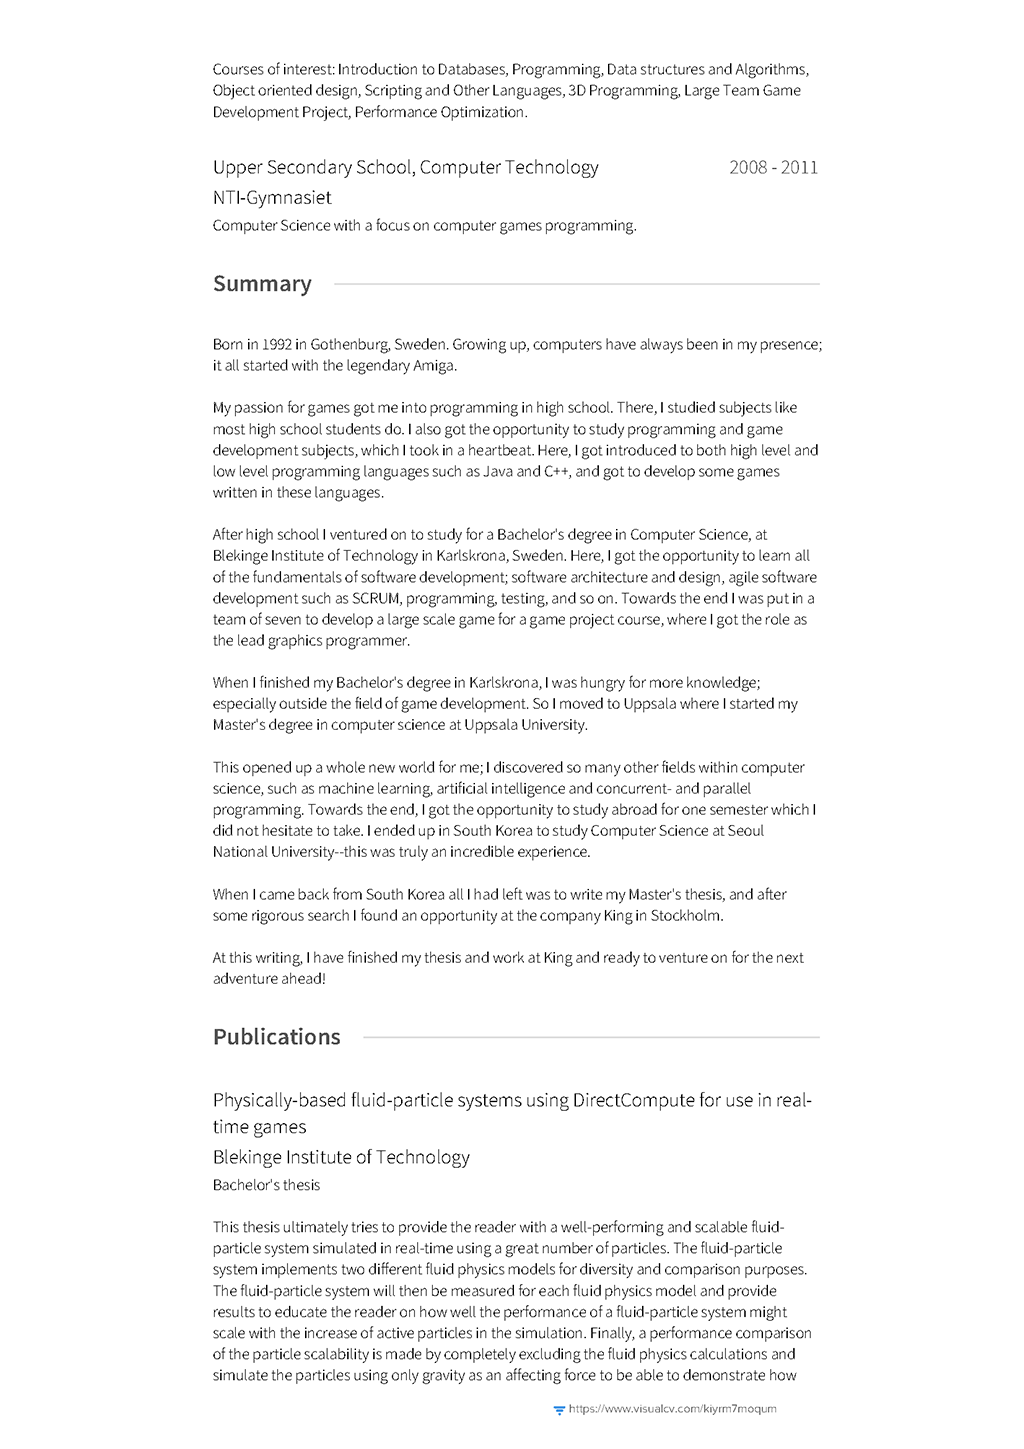 Courses of interest: Introduction to Databases, Programming, Data structures and Algorithms,
Object oriented design, Scripting and Other Languages, 3D Programming, Large Team Game
Development Project, Performance Optimization.
Upper Secondary School, Computer Technology 2008 - 2011
NTI-Gymnasiet
Computer Science with a focus on computer games programming.
Summary
Born in 1992 in Gothenburg, Sweden. Growing up, computers have always been in my presence;
it all started with the legendary Amiga.
My passion for games got me into programming in high school. There, I studied subjects like
most high school students do. I also got the opportunity to study programming and game
development subjects, which I took in a heartbeat. Here, I got introduced to both high level and
low level programming languages such as Java and C++, and got to develop some games
written in these languages.
After high school I ventured on to study for a Bachelor's degree in Computer Science, at
Blekinge Institute of Technology in Karlskrona, Sweden. Here, I got the opportunity to learn all
of the fundamentals of software development; software architecture and design, agile software
development such as SCRUM, programming, testing, and so on. Towards the end I was put in a
team of seven to develop a large scale game for a game project course, where I got the role as
the lead graphics programmer.
When I finished my Bachelor's degree in Karlskrona, I was hungry for more knowledge;
especially outside the field of game development. So I moved to Uppsala where I started my
Master's degree in computer science at Uppsala University.
This opened up a whole new world for me; I discovered so many other fields within computer
science, such as machine learning, artificial intelligence and concurrent- and parallel
programming. Towards the end, I got the opportunity to study abroad for one semester which I
did not hesitate to take. I ended up in South Korea to study Computer Science at Seoul
National University--this was truly an incredible experience.
When I came back from South Korea all I had left was to write my Master's thesis, and after
some rigorous search I found an opportunity at the company King in Stockholm.
At this writing, I have finished my thesis and work at King and ready to venture on for the next
adventure ahead!
Publications
Physically-based fluid-particle systems using DirectCompute for use in real-
time games
Blekinge Institute of Technology
Bachelor's thesis
This thesis ultimately tries to provide the reader with a well-performing and scalable fluid-
particle system simulated in real-time using a great number of particles. The fluid-particle
system implements two different fluid physics models for diversity and comparison purposes.
The fluid-particle system will then be measured for each fluid physics model and provide
results to educate the reader on how well the performance of a fluid-particle system might
scale with the increase of active particles in the simulation. Finally, a performance comparison
of the particle scalability is made by completely excluding the fluid physics calculations and
simulate the particles using only gravity as an affecting force to be able to demonstrate how
https://www.visualcv.com/kiyrm7moqum